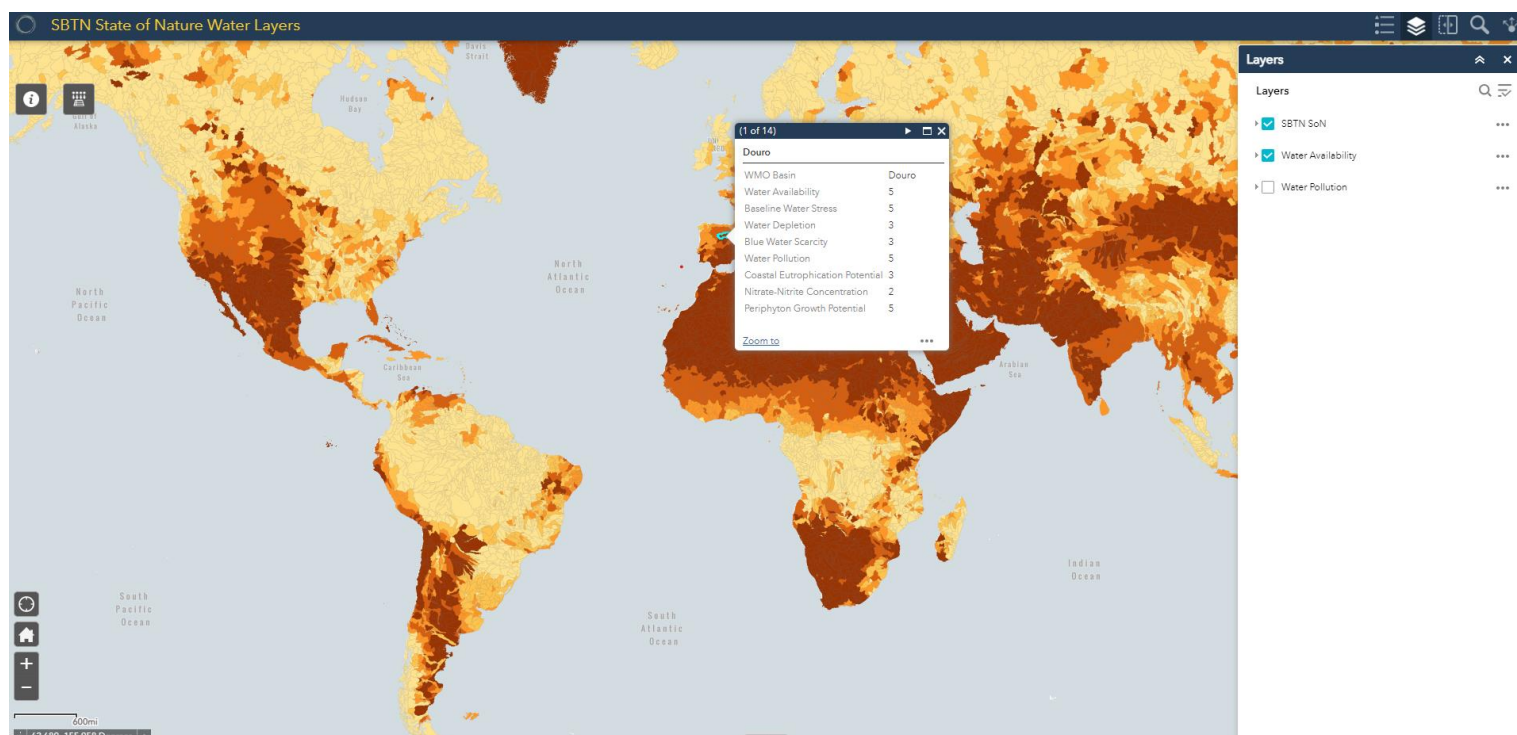 SBTN State of Nature Water Layers
Davis
Strait
Hudson
Bay
Gulf of
Alaska
North
Pacific
Ocean
North
Atlantic
Ocean
Caribbean
Sea
Arabian
Sea
Indian
Ocean
South
Pacific
Ocean
South
Atlantic
Ocean
(1 of 14)
Douro
WMO Basin Douro
Water Availability 5
Baseline Water Stress 5
Water Depletion 3
Blue Water Scarcity 3
Water Pollution 5
Coastal Eutrophication Potential 3
Nitrate-Nitrite Concentration 2
Periphyton Growth Potential 5
Zoom to
Layers
Layers
SBTN SoN
Water Availability
Water Pollution
+
−
600mi